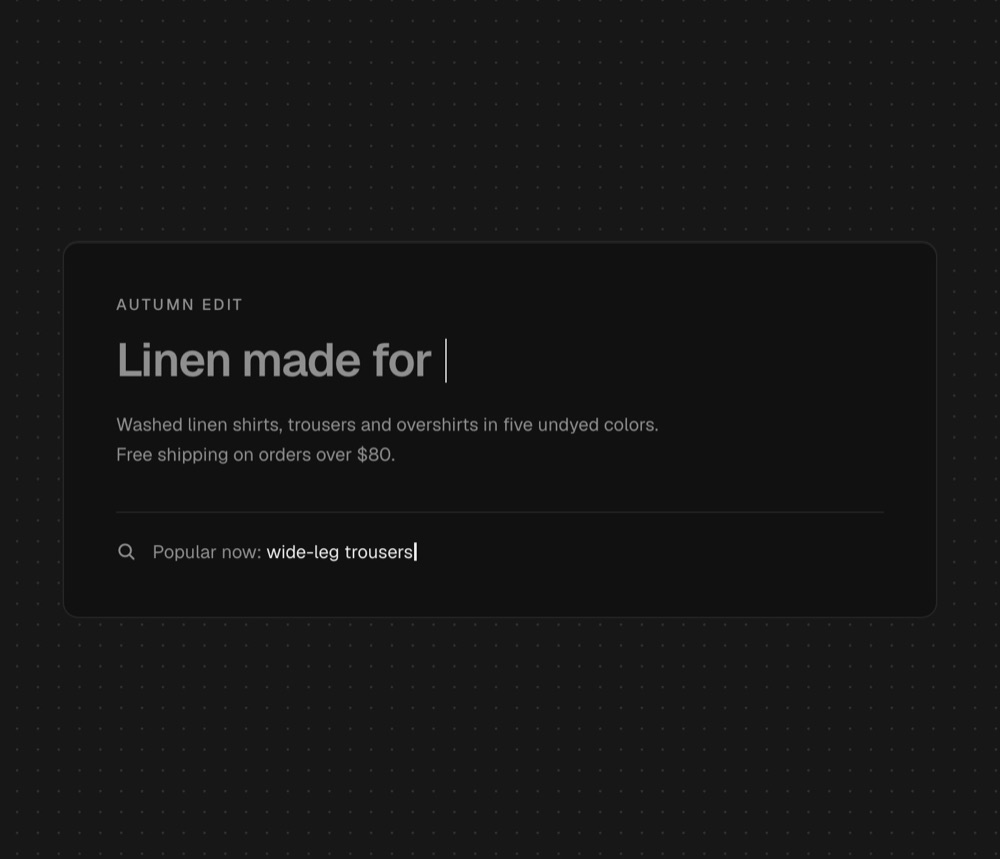 AUTUMN EDIT
Linen made for
Washed linen shirts, trousers and overshirts in five undyed colors.
Free shipping on orders over $80.
Popular now: wide-leg trousers